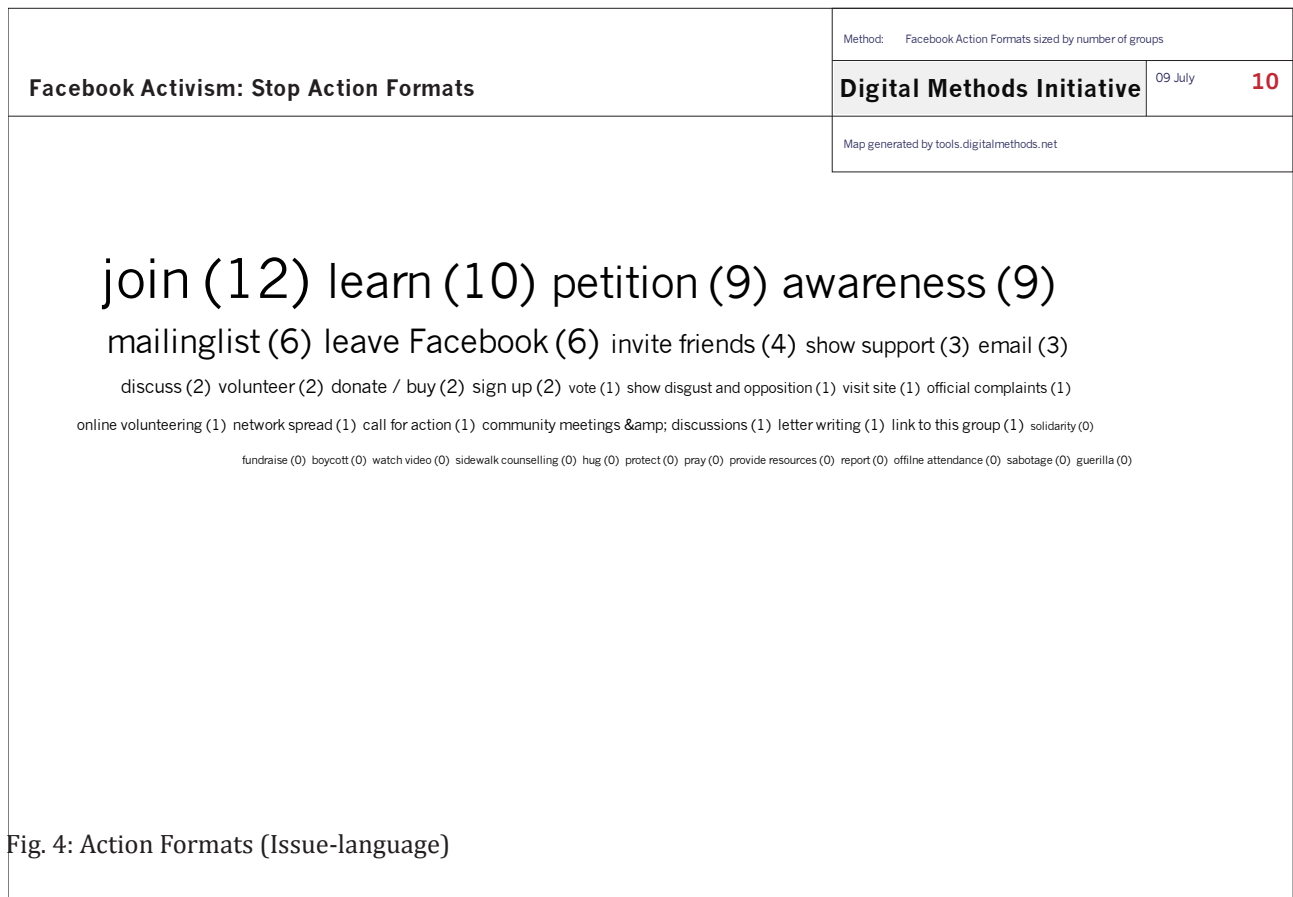 Method: Facebook Action Formats sized by number of groups
Facebook Activism: Stop Action Formats
Digital Methods Initiative
09 July
10
Map generated by tools.digitalmethods.net
join (12) learn (10) petition (9) awareness (9)
mailinglist (6) leave Facebook (6) invite friends (4) show support (3) email (3)
discuss (2) volunteer (2) donate / buy (2) sign up (2) vote (1) show disgust and opposition (1) visit site (1) official complaints (1)
online volunteering (1) network spread (1) call for action (1) community meetings &amp; discussions (1) letter writing (1) link to this group (1) solidarity (0)
fundraise (0) boycott (0) watch video (0) sidewalk counselling (0) hug (0) protect (0) pray (0) provide resources (0) report (0) offilne attendance (0) sabotage (0) guerilla (0)
Fig. 4: Action Formats (Issue-language)